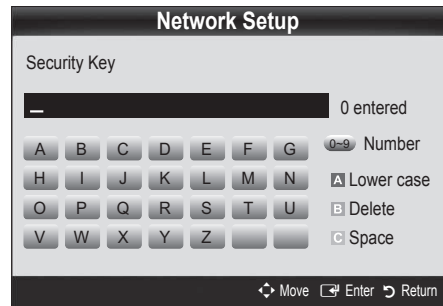 Network Setup
Security Key
_
0 entered
A B C D E F G
0~9 Number
H I J K L M N
A Lower case
O P Q R S T U
B Delete
V W X Y Z
C Space
Move Enter Return